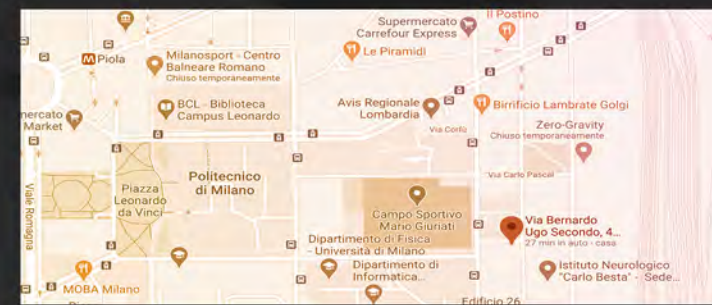 Supermercato
Carrefour Express
Il Postino
M Piola
Milanosport - Centro
Balneare Romano
Chiuso temporaneamente
Le Piramidi
BCL - Biblioteca
Campus Leonardo
Avis Regionale
Lombardia
Birrificio Lambrate Golgi
mercato
Market
Via Corfù
Zero-Gravity
Chiuso temporaneamente
Via Carlo Pascal
Politecnico
di Milano
Piazza
Leonardo
da Vinci
Viale Romagna
Campo Sportivo
Mario Giuriati
Via Bernardo
Ugo Secondo, 4...
27 min in auto - casa
Dipartimento di Fisica
- Università di Milano
Dipartimento di
Informatica...
Istituto Neurologico
"Carlo Besta" - Sede...
MOBA Milano
Edificio 26